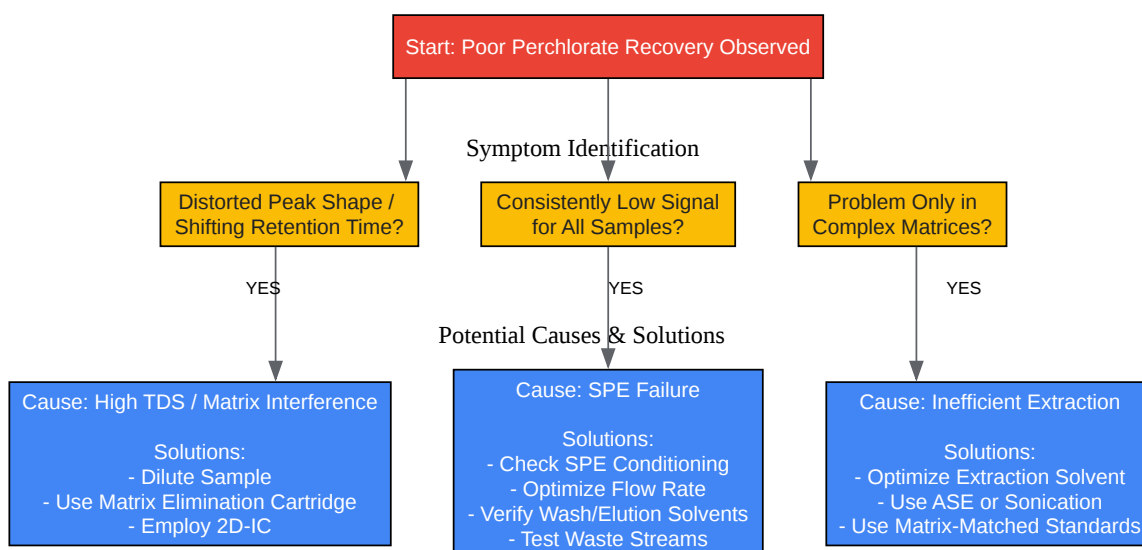 Start: Poor Perchlorate Recovery Observed
Symptom Identification
Distorted Peak Shape /
Shifting Retention Time?
Consistently Low Signal
for All Samples?
Problem Only in
Complex Matrices?
YES
YES
YES
Potential Causes & Solutions
Cause: High TDS / Matrix Interference
Solutions:
- Dilute Sample
- Use Matrix Elimination Cartridge
- Employ 2D-IC
Cause: SPE Failure
Solutions:
- Check SPE Conditioning
- Optimize Flow Rate
- Verify Wash/Elution Solvents
- Test Waste Streams
Cause: Inefficient Extraction
Solutions:
- Optimize Extraction Solvent
- Use ASE or Sonication
- Use Matrix-Matched Standards